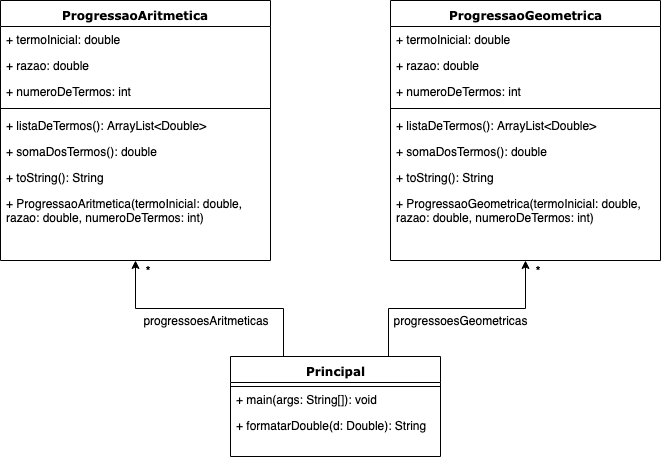 ProgressaoAritmetica
+ termoInicial: double
+ razao: double
+ numeroDeTermos: int
+ listaDeTermos(): ArrayList<Double>
+ somaDosTermos(): double
+ toString(): String
+ ProgressaoAritmetica(termoInicial: double,
razao: double, numeroDeTermos: int)
ProgressaoGeometrica
+ termoInicial: double
+ razao: double
+ numeroDeTermos: int
+ listaDeTermos(): ArrayList<Double>
+ somaDosTermos(): double
+ toString(): String
+ ProgressaoGeometrica(termoInicial: double,
razao: double, numeroDeTermos: int)
*
*
progressoesAritmeticas
progressoesGeometricas
Principal
+ main(args: String[]): void
+ formatarDouble(d: Double): String